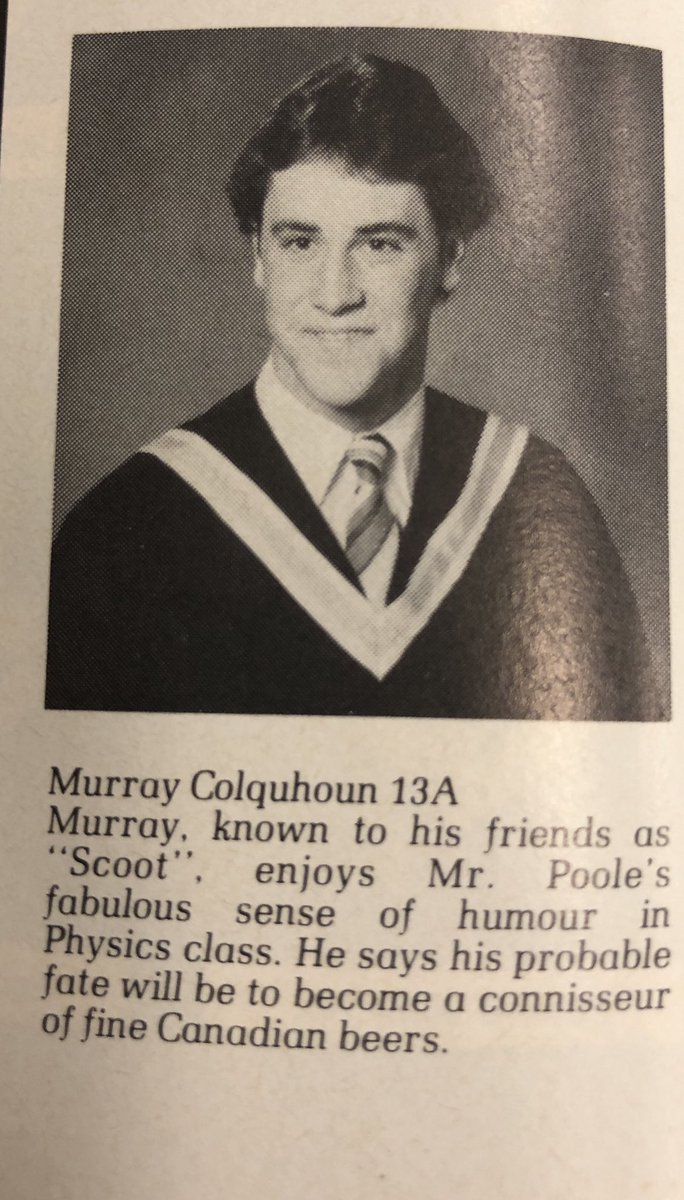 Murray Colquhoun 13A
Murray, known to his friends as
"Scoot", enjoys Mr. Poole's
fabulous sense of humour in
Physics class. He says his probable
fate will be to become a connisseur
of fine Canadian beers.